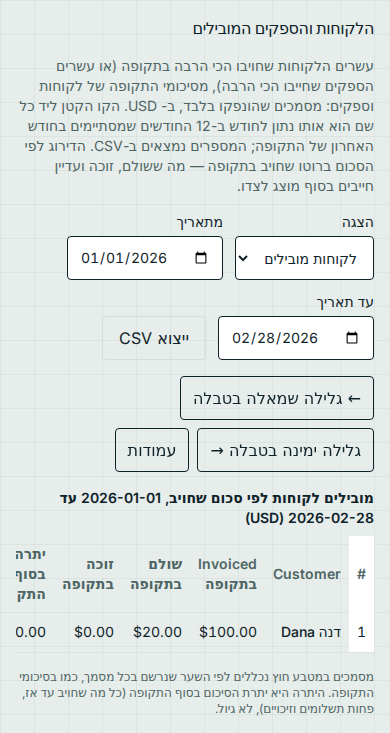 הלקוחות והספקים המובילים
עשרים הלקוחות שחויבו הכי הרבה בתקופה (או עשרים
הספקים שחייבו הכי הרבה), מסיכומי התקופה של לקוחות
וספקים: מסמכים שהונפקו בלבד, ב- USD. הקו הקטן ליד כל
שם הוא אותו נתון לחודש ב-12 החודשים שמסתיימים בחודש
האחרון של התקופה; המספרים נמצאים ב-CSV. הדירוג לפי
הסכום ברוטו שחויב בתקופה — מה ששולם, זוכה ועדיין
חייבים בסוף מוצג לצדו.
הצגה מתאריך
לקוחות מובילים 01/01/2026
עד תאריך
02/28/2026 ייצוא CSV
← גלילה שמאלה בטבלה
גלילה ימינה בטבלה → עמודות
מובילים לקוחות לפי סכום שחויב, 2026-01-01 עד
2026-02-28 (USD)
# Customer Invoiced בתקופה שולם בתקופה זוכה בתקופה יתרה בסוף התק
1 דנה Dana $100.00 $20.00 $0.00 0.00
מסמכים במטבע חוץ נכללים לפי השער שנרשם בכל מסמך, כמו בסיכומי
התקופה. היתרה היא יתרת הסיכום בסוף התקופה (כל מה שחויב עד אז,
פחות תשלומים וזיכויים), לא גיול.